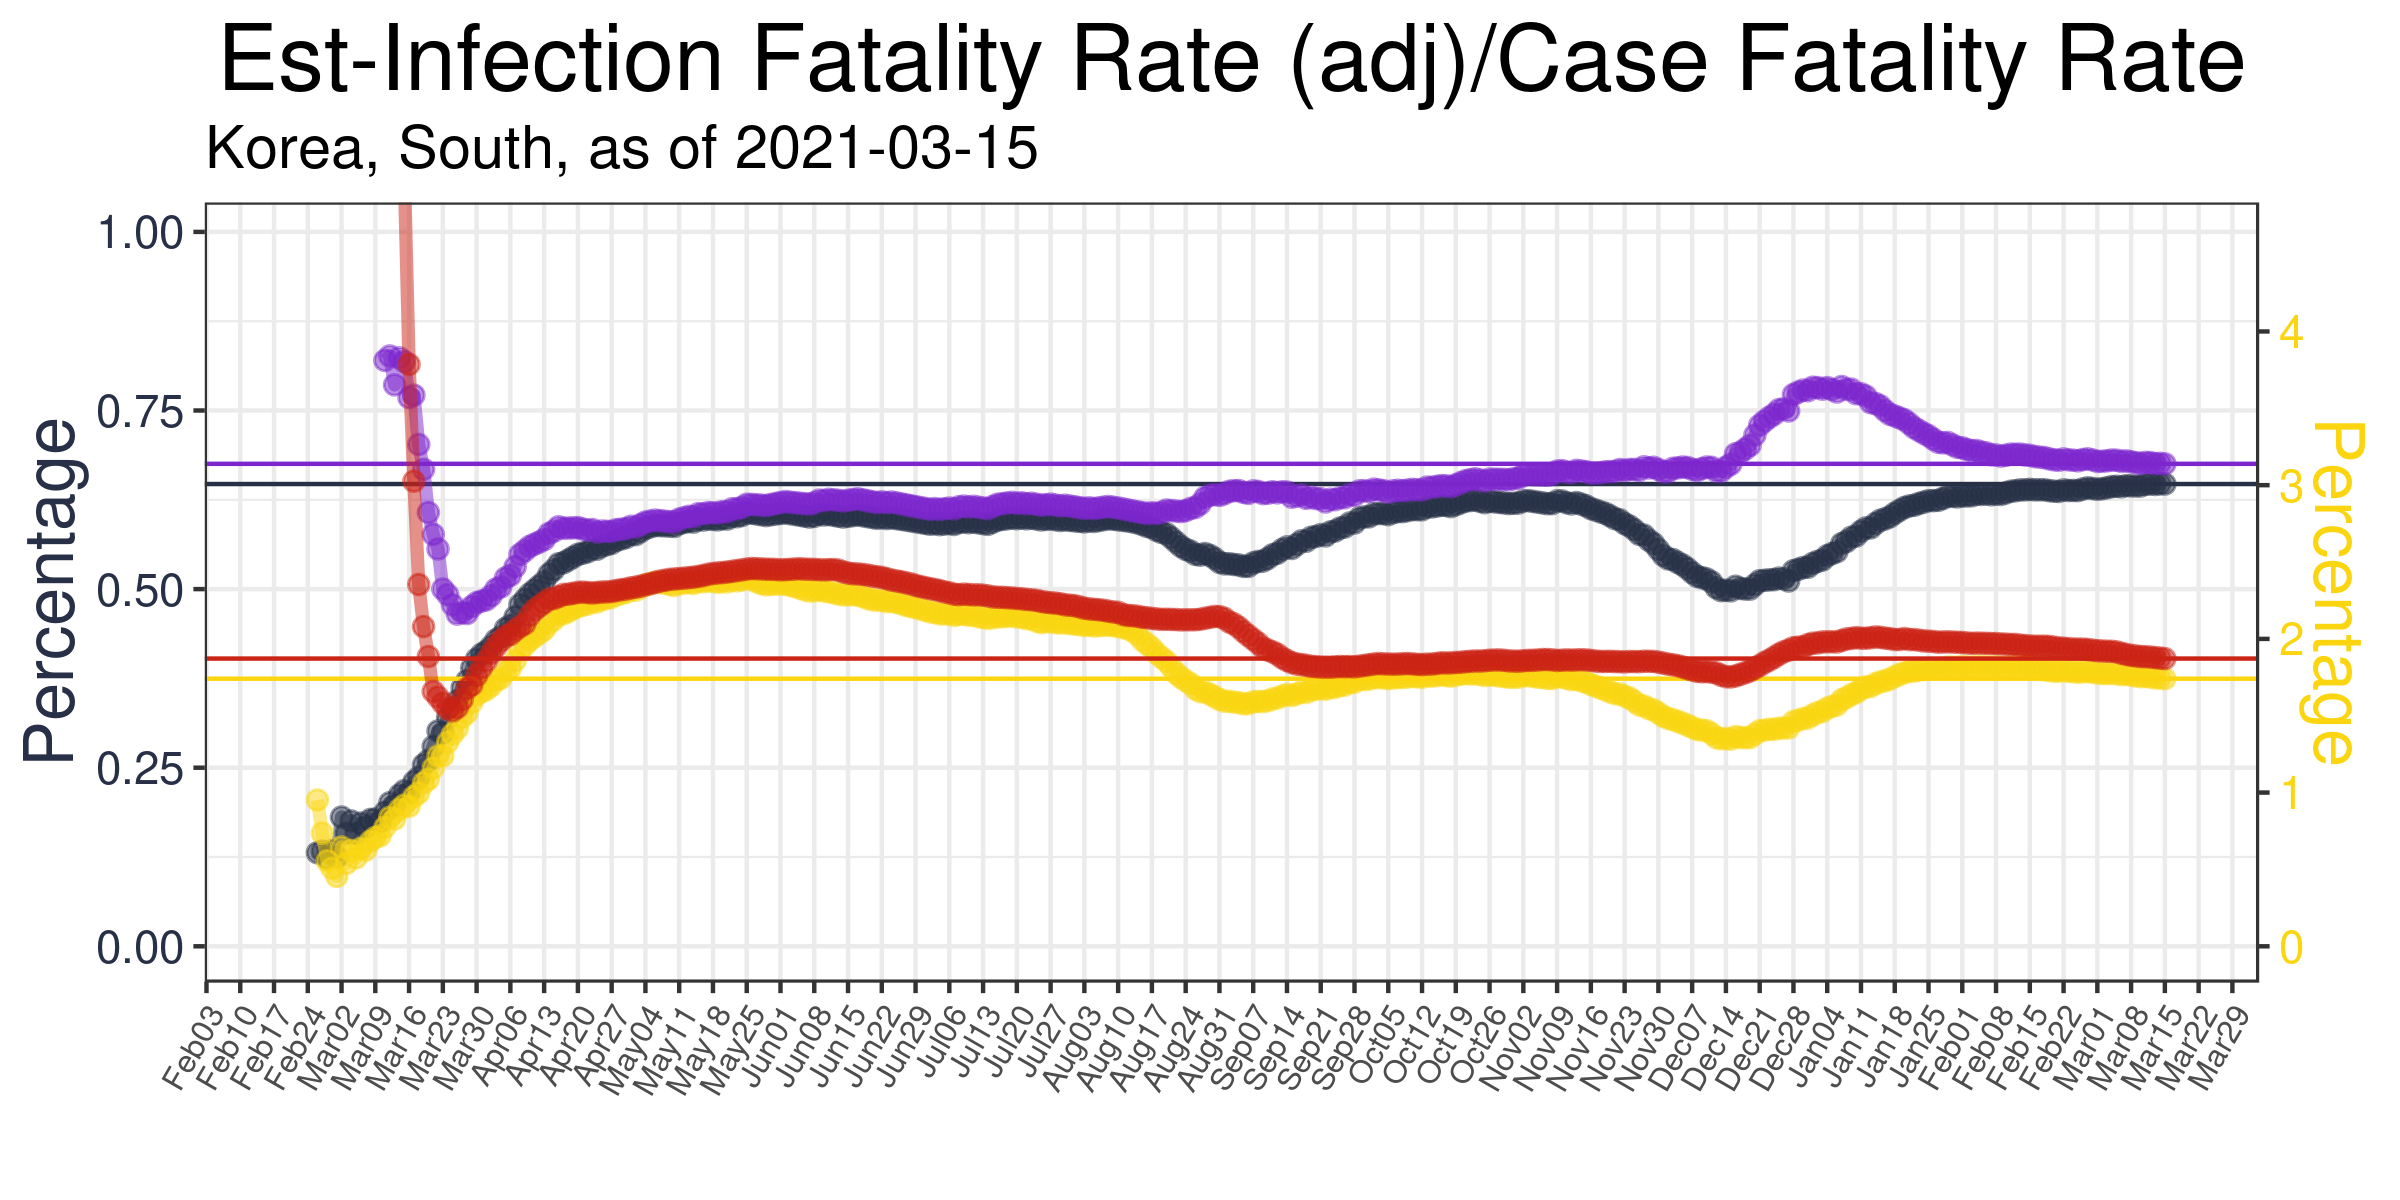 Est-Infection Fatality Rate (adj)/Case Fatality Rate
Korea, South, as of 2021-03-15
Percentage
1.00
0.75
0.50
0.25
0.00
4
3
2
1
0
Percentage
Feb03
Feb10
Feb17
Feb24
Mar02
Mar09
Mar16
Mar23
Mar30
Apr06
Apr13
Apr20
Apr27
May04
May11
May18
May25
Jun01
Jun08
Jun15
Jun22
Jun29
Jul06
Jul13
Jul20
Jul27
Aug03
Aug10
Aug17
Aug24
Aug31
Sep07
Sep14
Sep21
Sep28
Oct05
Oct12
Oct19
Oct26
Nov02
Nov09
Nov16
Nov23
Nov30
Dec07
Dec14
Dec21
Dec28
Jan04
Jan11
Jan18
Jan25
Feb01
Feb08
Feb15
Feb22
Mar01
Mar08
Mar15
Mar22
Mar29